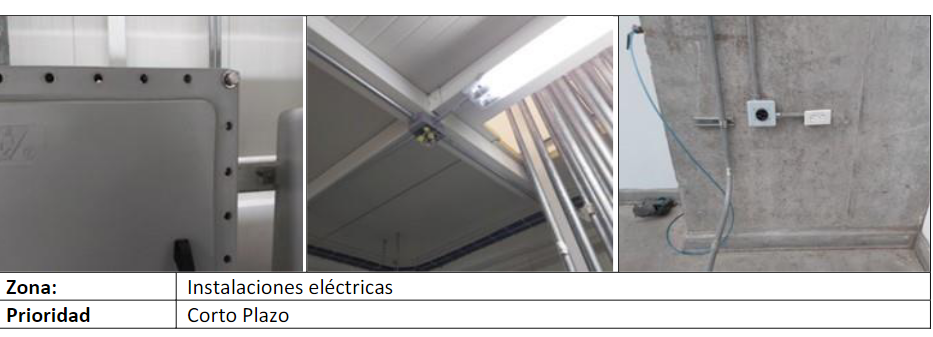 Zona: Instalaciones eléctricas
Prioridad Corto Plazo